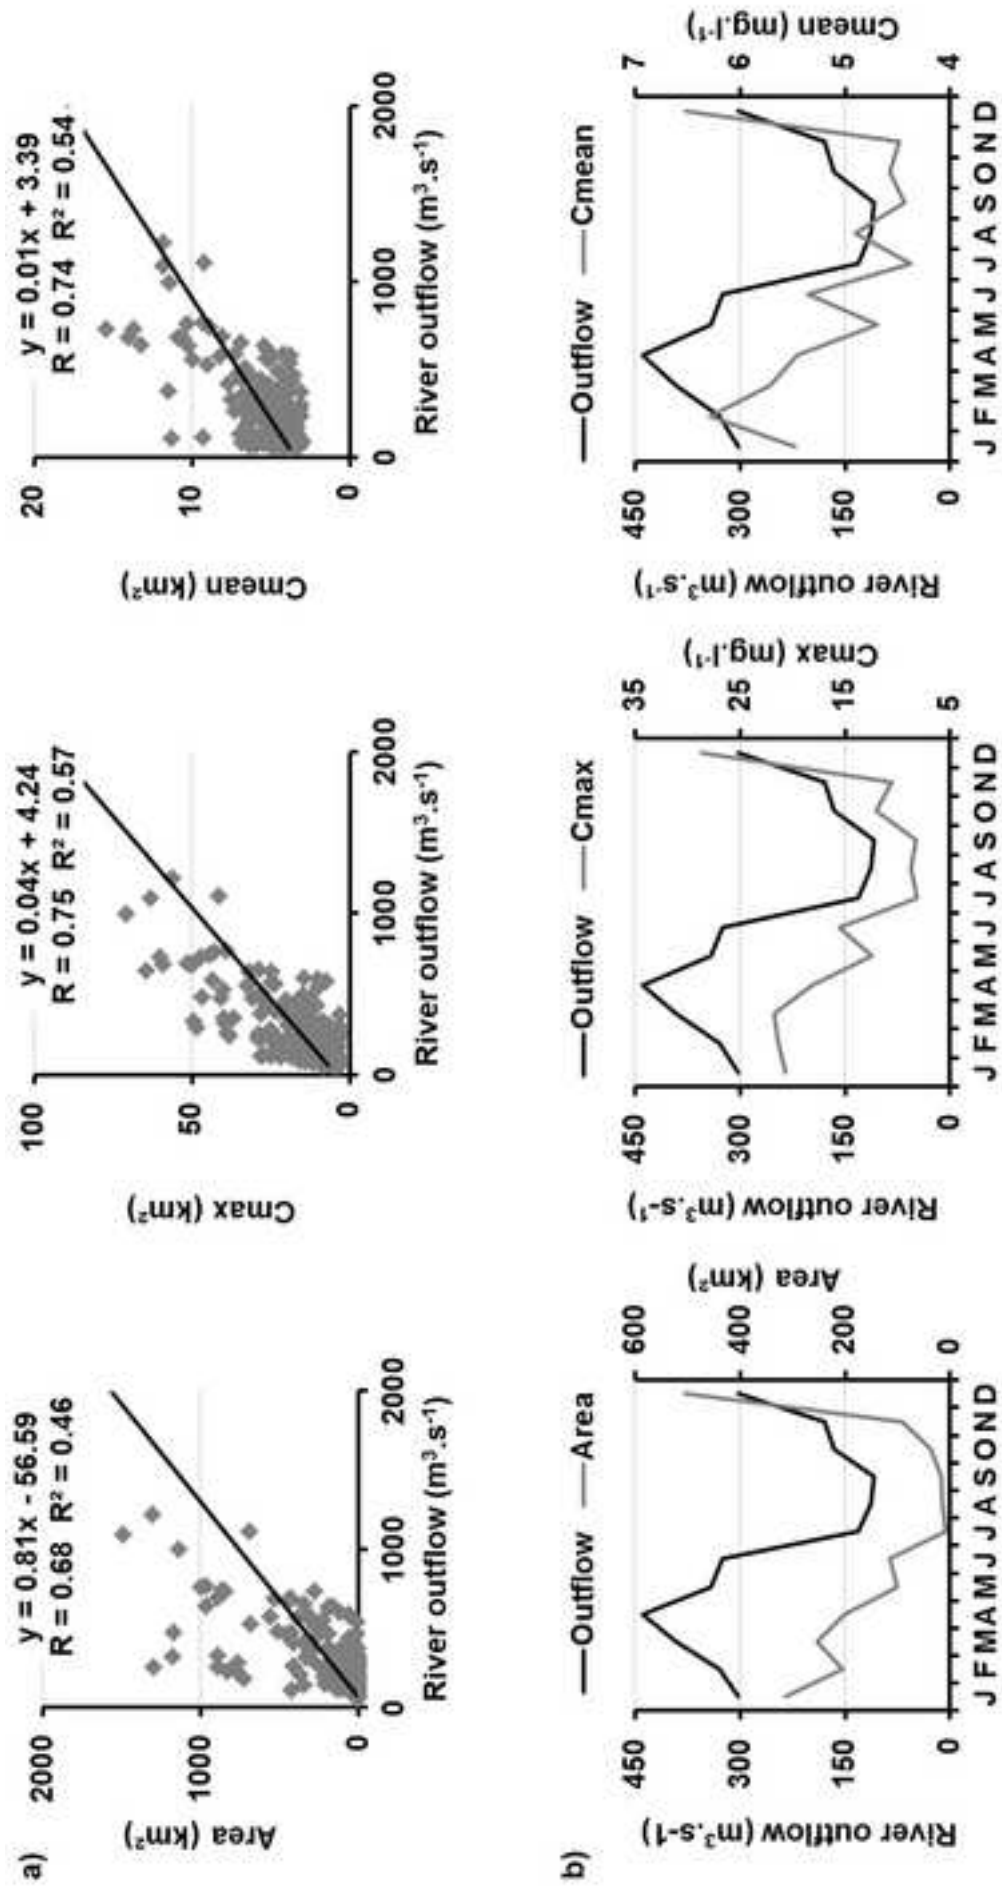 a)
y = 0.81x - 56.59
R = 0.68 R² = 0.46
2000
1000
0
Area (km²)
0 1000 2000
River outflow (m³.s⁻¹)
y = 0.04x + 4.24
R = 0.75 R² = 0.57
100
50
0
Cmax (km²)
0 1000 2000
River outflow (m³.s⁻¹)
y = 0.01x + 3.39
R = 0.74 R² = 0.54
20
10
0
Cmean (km²)
0 1000 2000
River outflow (m³.s⁻¹)
b)
Outflow Area
450
300
150
0
River outflow (m³.s-1)
600
400
200
0
Area (km²)
J F M A M J J A S O N D
Outflow Cmax
450
300
150
0
River outflow (m³.s-¹)
35
25
15
5
Cmax (mg.l⁻¹)
J F M A M J J A S O N D
Outflow Cmean
450
300
150
0
River outflow (m³.s⁻¹)
7
6
5
4
Cmean (mg.l⁻¹)
J F M A M J J A S O N D